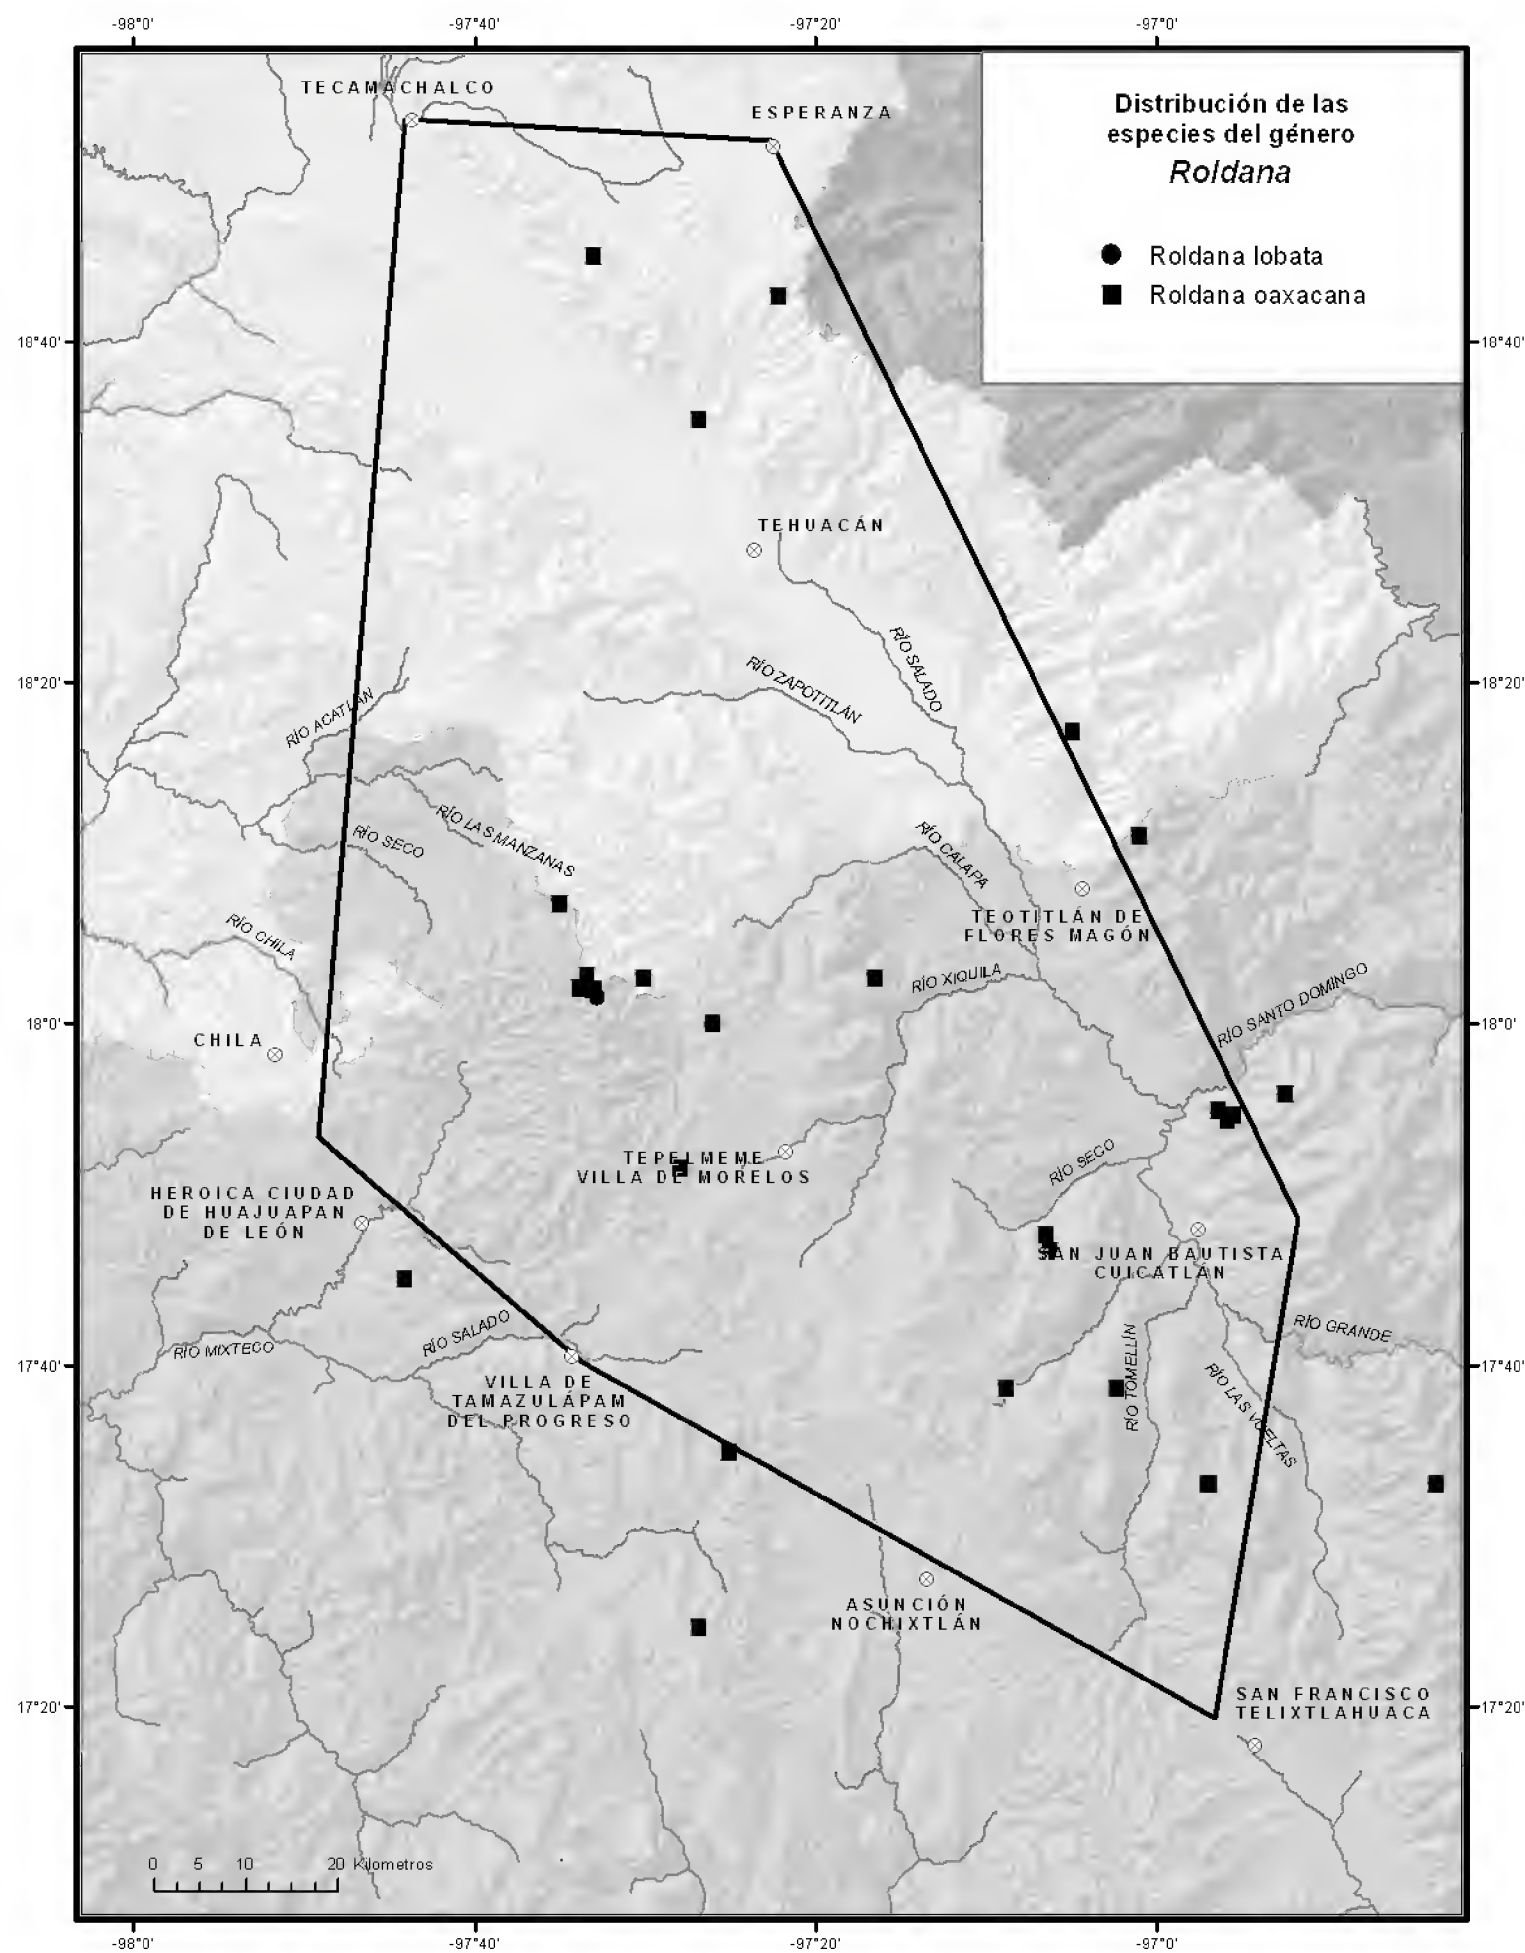 -98°0'
-97°40'
-97°20'
-97°0'
TECAMACHALCO
ESPERANZA
Distribución de las
especies del género
Roldana
Roldana lobata
Roldana oaxacana
18°40'
18°40'
TEHUACÁN
RÍO SALADO
RÍO ZAPOTITLÁN
18°20'
18°20'
RÍO ACATLÁN
RÍO LAS MANZANAS
RÍO SECO
RÍO CALAPA
TEOTITLÁN DE
FLORES MAGÓN
RÍO CHILA
RÍO XIQUILA
RÍO SANTO DOMINGO
18°0'
18°0'
CHILA
TEPELMEME
VILLA DE MORELOS
RÍO SECO
HEROICA CIUDAD
DE HUAJUAPAN
DE LEÓN
SAN JUAN BAUTISTA
CUICATLÁN
RÍO SALADO
RÍO MIXTECO
RÍO GRANDE
17°40'
17°40'
RÍO TOMELLÍN
RÍO LAS VUELTAS
VILLA DE
TAMAZULÁPAM
DEL PROGRESO
ASUNCIÓN
NOCHIXTLÁN
SAN FRANCISCO
TELIXTLAHUACA
17°20'
17°20'
0 5 10 20 Kilometros
-98°0'
-97°40'
-97°20'
-97°0'